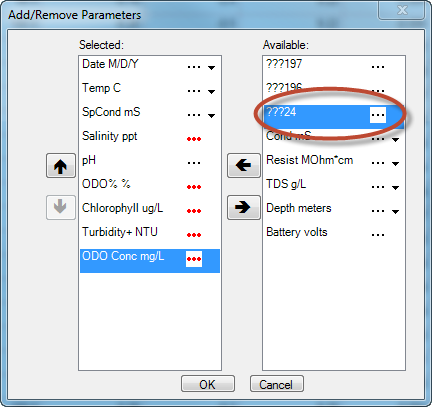 Add/Remove Parameters
Selected:
Date M/D/Y
Temp C
SpCond mS
Salinity ppt
pH
ODO% %
Chlorophyll ug/L
Turbidity+ NTU
ODO Conc mg/L
Available:
???197
???196
???24
Cond mS
Resist MOhm*cm
TDS g/L
Depth meters
Battery volts
OK
Cancel